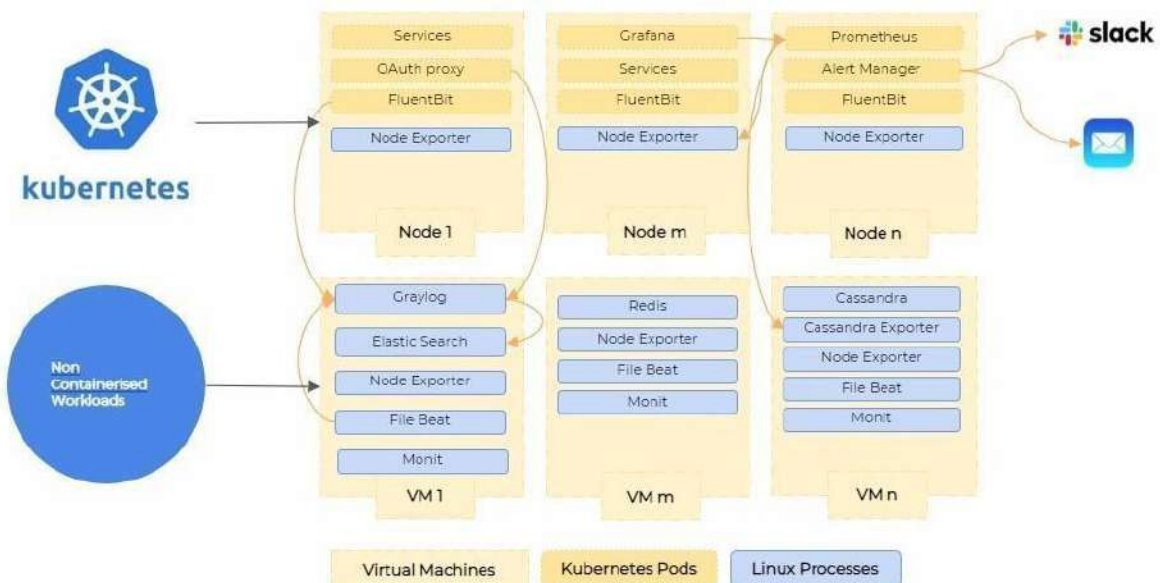 kubernetes
Services
OAuth proxy
FluentBit
Node Exporter
Node 1
Grafana
Services
FluentBit
Node Exporter
Node m
Prometheus
Alert Manager
FluentBit
Node Exporter
Node n
slack
Non
Containerised
Workloads
Graylog
Elastic Search
Node Exporter
File Beat
Monit
VM 1
Redis
Node Exporter
File Beat
Monit
VM m
Cassandra
Cassandra Exporter
Node Exporter
File Beat
Monit
VM n
Virtual Machines
Kubernetes Pods
Linux Processes